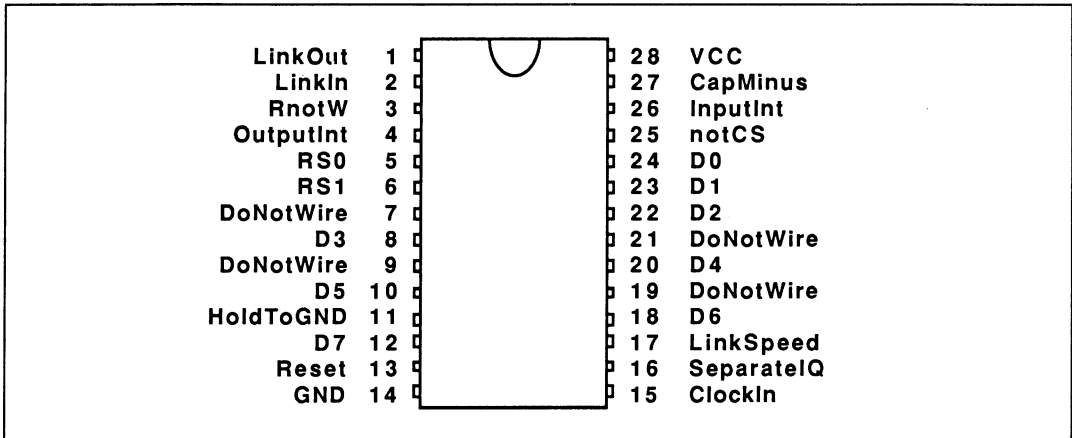 LinkOut 1 28 VCC
LinkIn 2 27 CapMinus
RnotW 3 26 InputInt
OutputInt 4 25 notCS
RS0 5 24 D0
RS1 6 23 D1
DoNotWire 7 22 D2
D3 8 21 DoNotWire
DoNotWire 9 20 D4
D5 10 19 DoNotWire
HoldToGND 11 18 D6
D7 12 17 LinkSpeed
Reset 13 16 SeparateIQ
GND 14 15 ClockIn